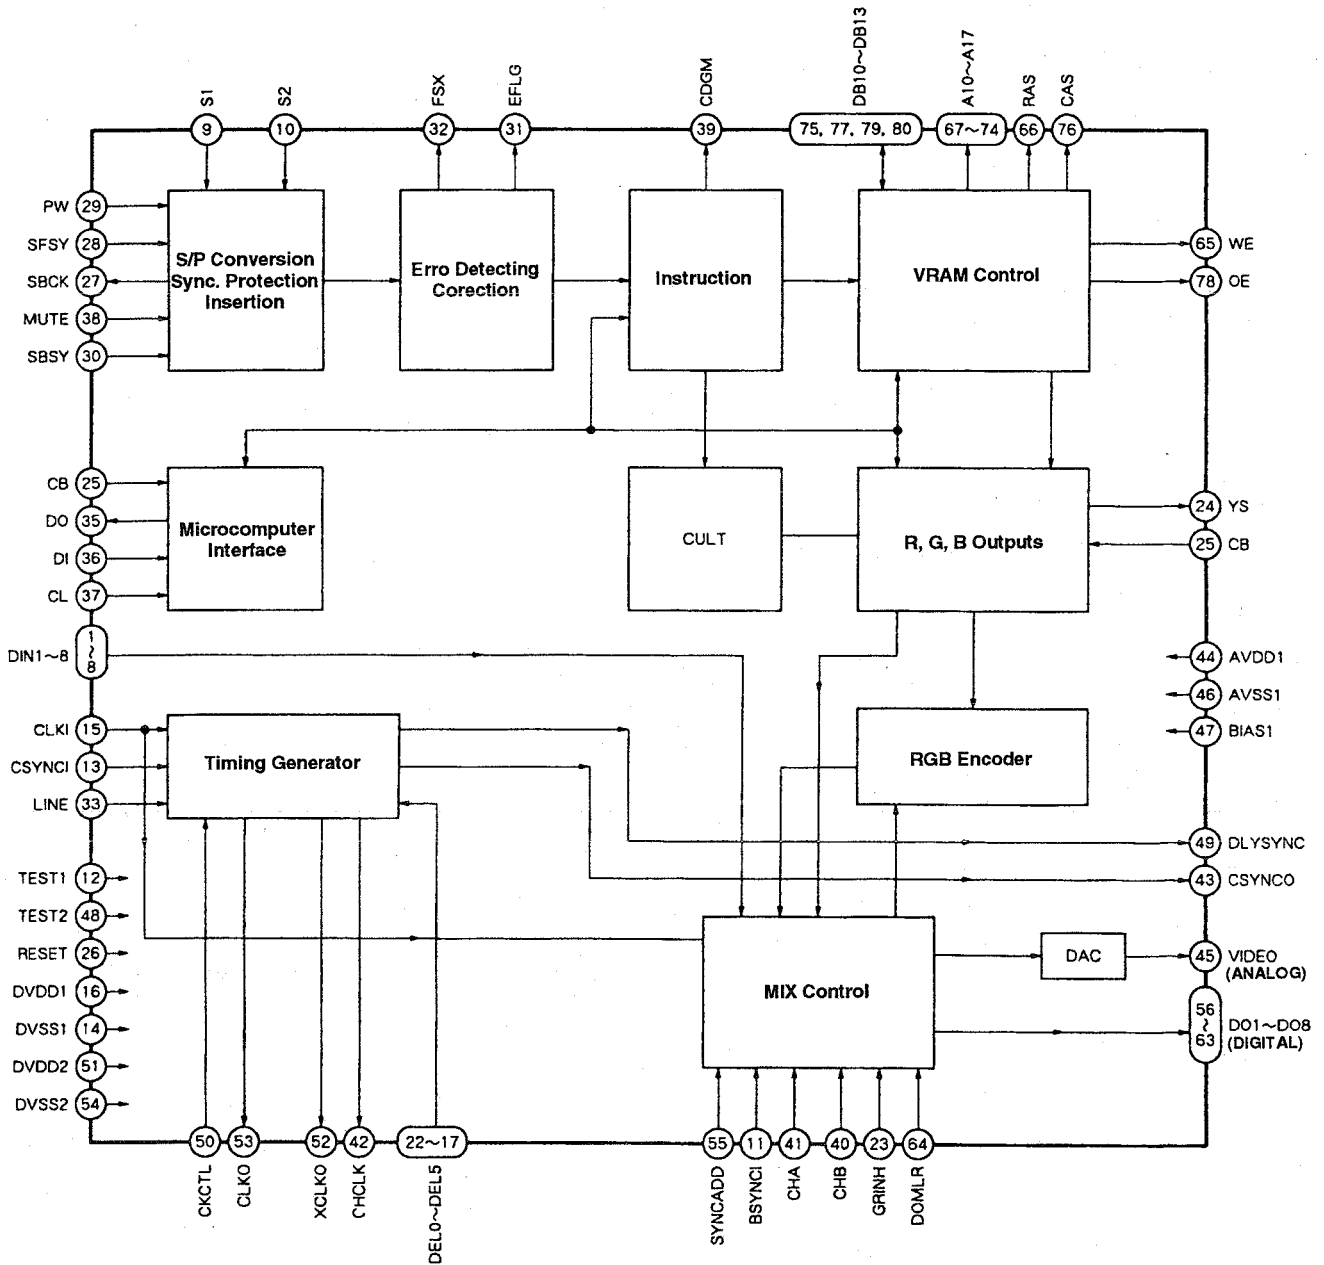 S1
S2
FSX
EFLG
CDGM
DB10~DB13
A10~A17
RAS
CAS
9
10
32
31
39
75, 77, 79, 80
67~74
66
76
PW 29
SFSY 28
SBCK 27
MUTE 38
SBSY 30
S/P Conversion
Sync. Protection
Insertion
Erro Detecting
Corection
Instruction
VRAM Control
65 WE
78 OE
CB 25
DO 35
DI 36
CL 37
Microcomputer
Interface
CULT
R, G, B Outputs
24 YS
25 CB
DIN1~8 1~8
44 AVDD1
46 AVSS1
47 BIAS1
CLKI 15
CSYNCI 13
LINE 33
Timing Generator
RGB Encoder
49 DLYSYNC
43 CSYNCO
TEST1 12
TEST2 48
RESET 26
DVDD1 16
DVSS1 14
DVDD2 51
DVSS2 54
MIX Control
DAC
45 VIDEO
(ANALOG)
56~63 DO1~DO8
(DIGITAL)
50
53
52
42
22~17
55
11
41
40
23
64
CKCTL
CLKO
XCLKO
CHCLK
DEL0~DEL5
SYNCADD
BSYNCI
CHA
CHB
GRINH
DOMLR